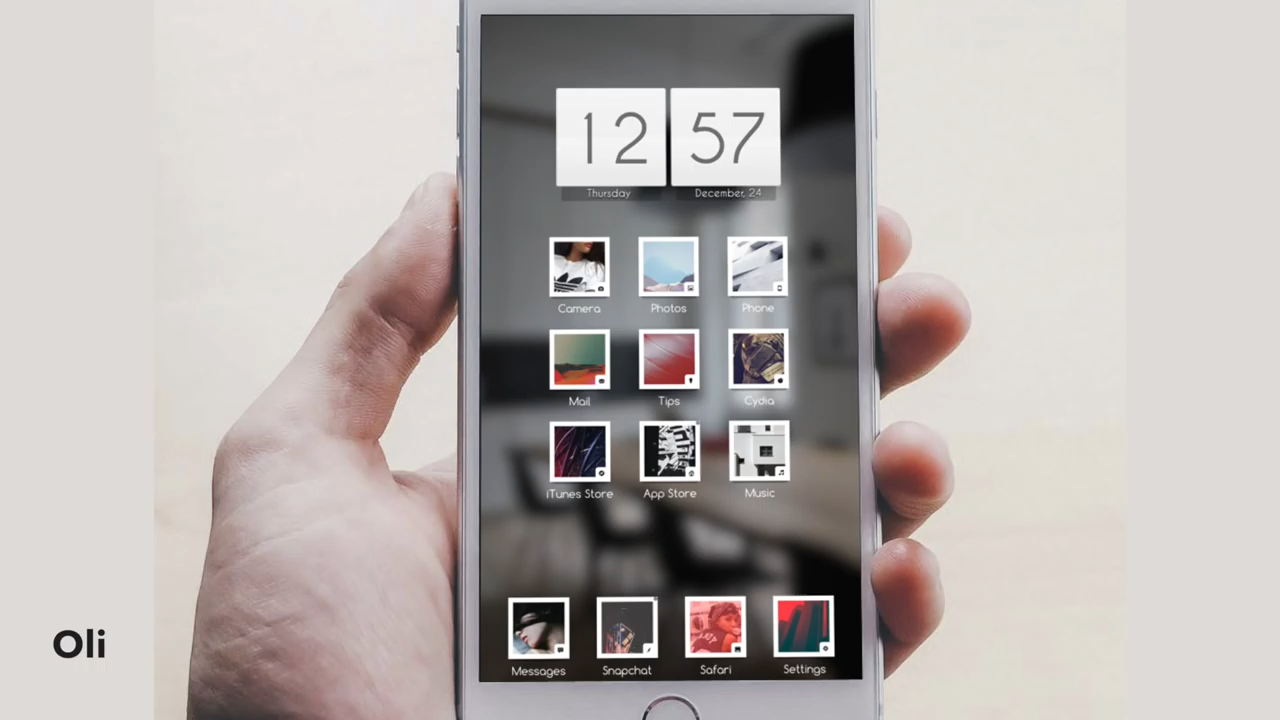 12 57
Thursday December, 24
Camera Photos Phone
Mail Tips Cydia
iTunes Store App Store Music
Messages Snapchat Safari Settings
Oli